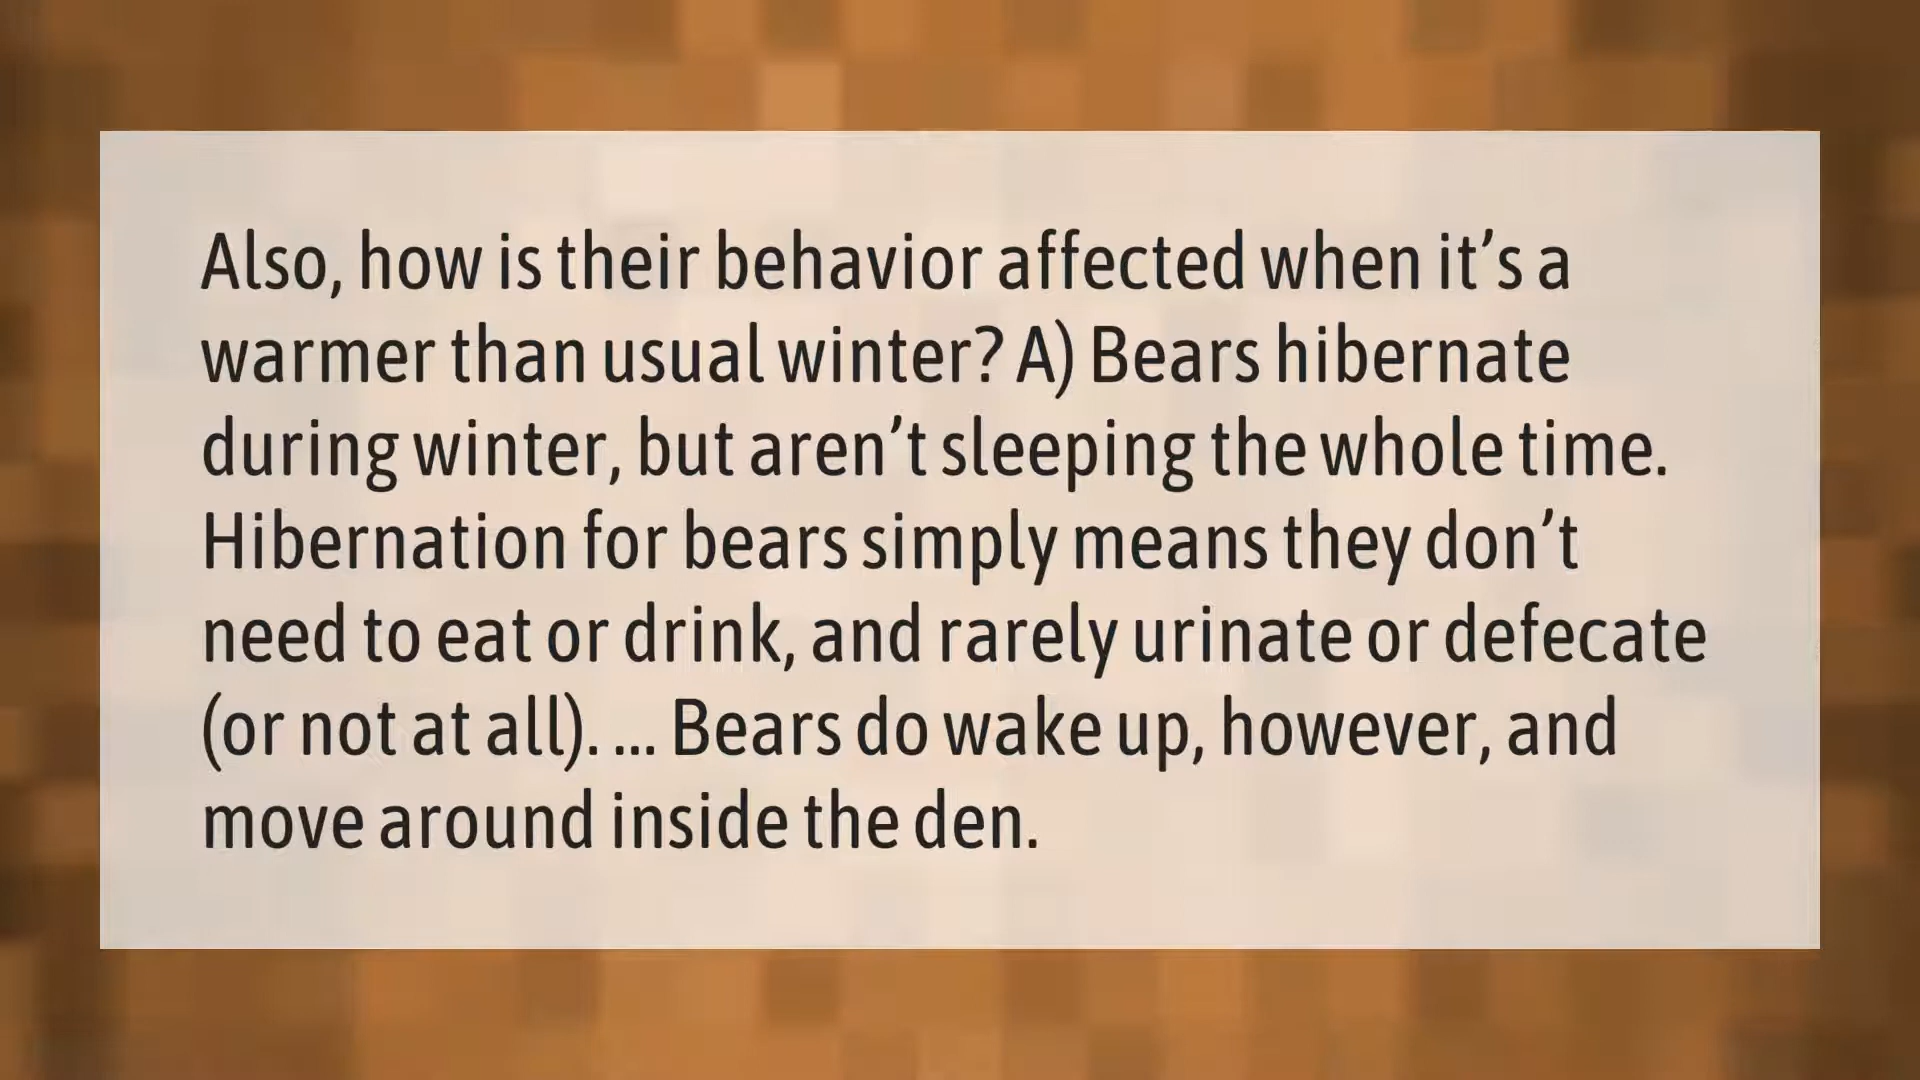 Also, how is their behavior affected when it’s a
warmer than usual winter? A) Bears hibernate
during winter, but aren’t sleeping the whole time.
Hibernation for bears simply means they don’t
need to eat or drink, and rarely urinate or defecate
(or not at all). ... Bears do wake up, however, and
move around inside the den.